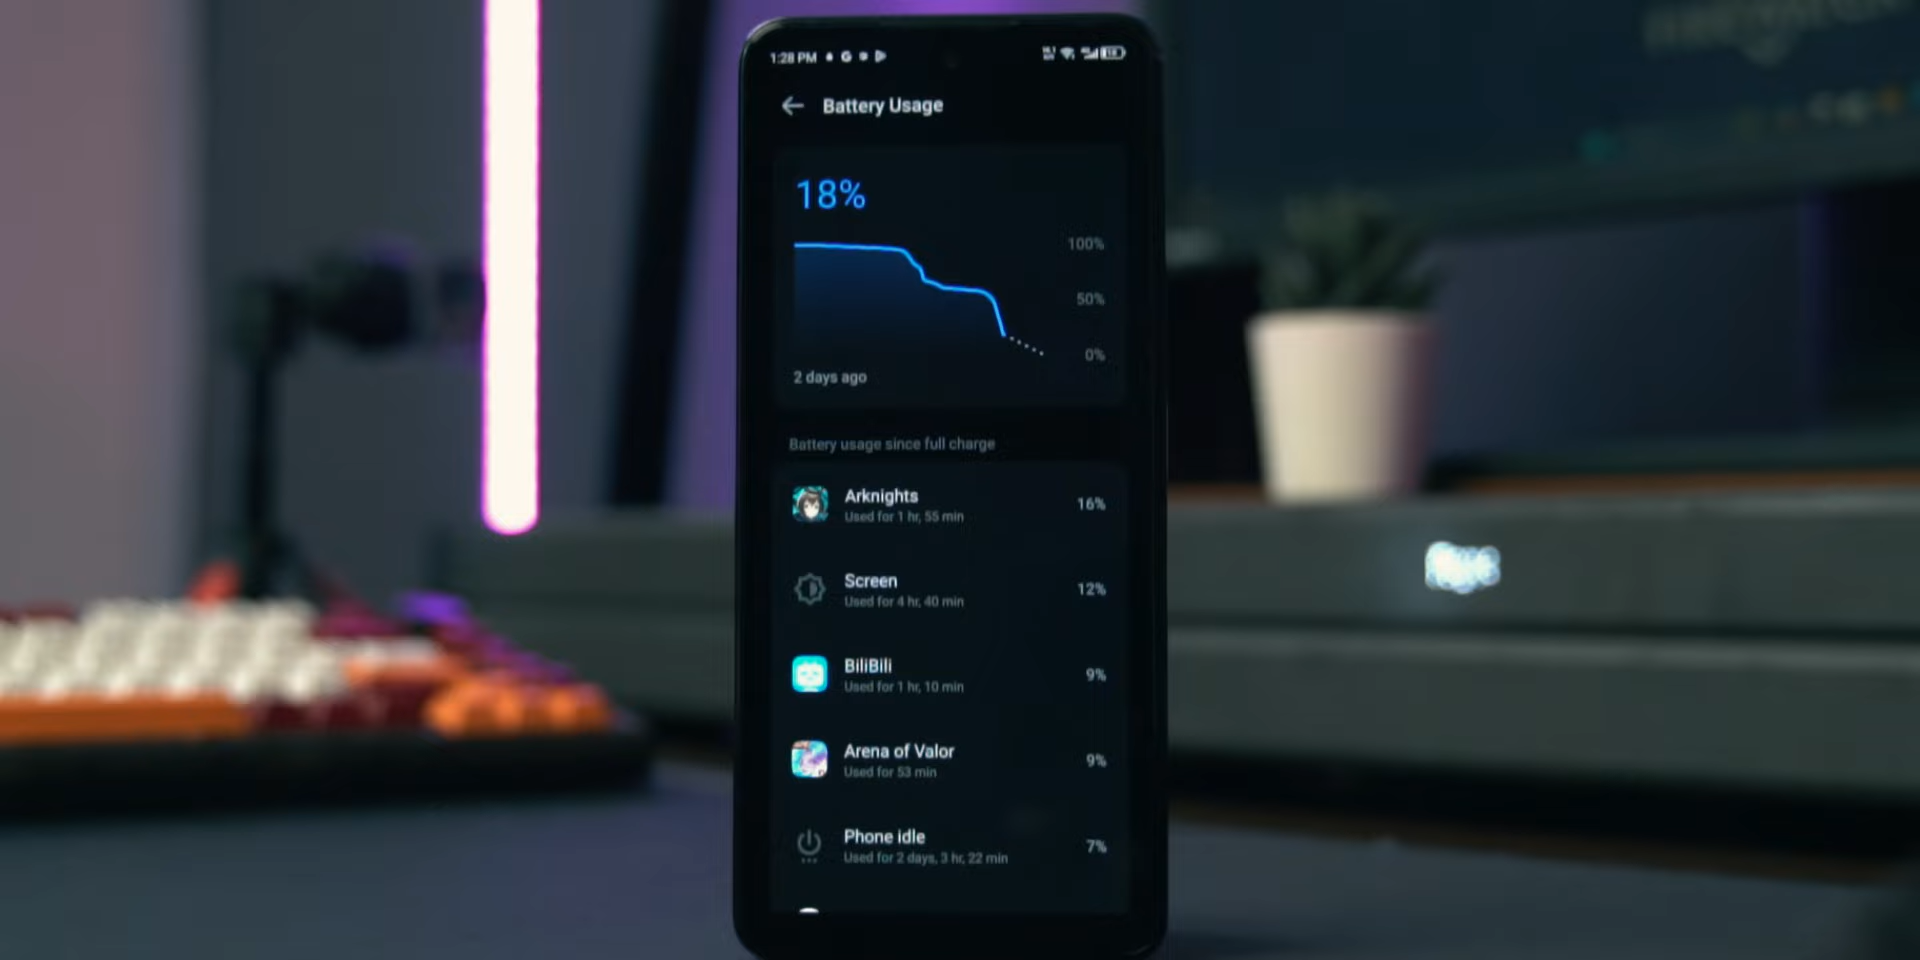 1:28 PM
Battery Usage
18%
100%
50%
0%
2 days ago
Battery usage since full charge
Arknights
16%
Used for 1 hr, 55 min
Screen
12%
Used for 4 hr, 40 min
BiliBili
9%
Used for 1 hr, 10 min
Arena of Valor
9%
Used for 53 min
Phone idle
7%
Used for 2 days, 3 hr, 22 min